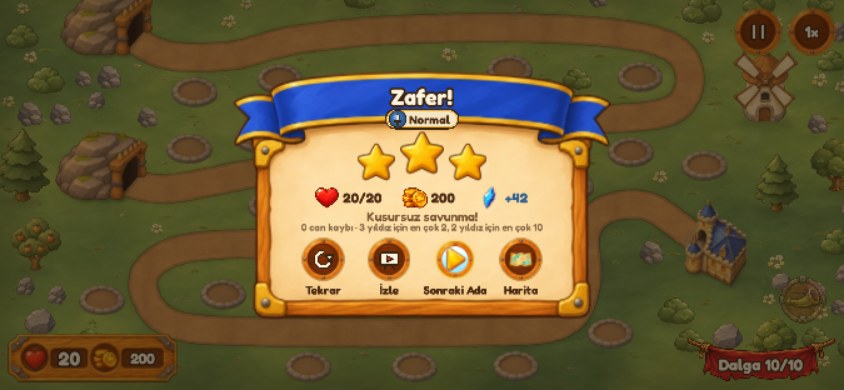 1x
Zafer!
Normal
20/20 200 +42
Kusursuz savunma!
0 can kaybı · 3 yıldız için en çok 2, 2 yıldız için en çok 10
Tekrar İzle Sonraki Ada Harita
20 200
Dalga 10/10